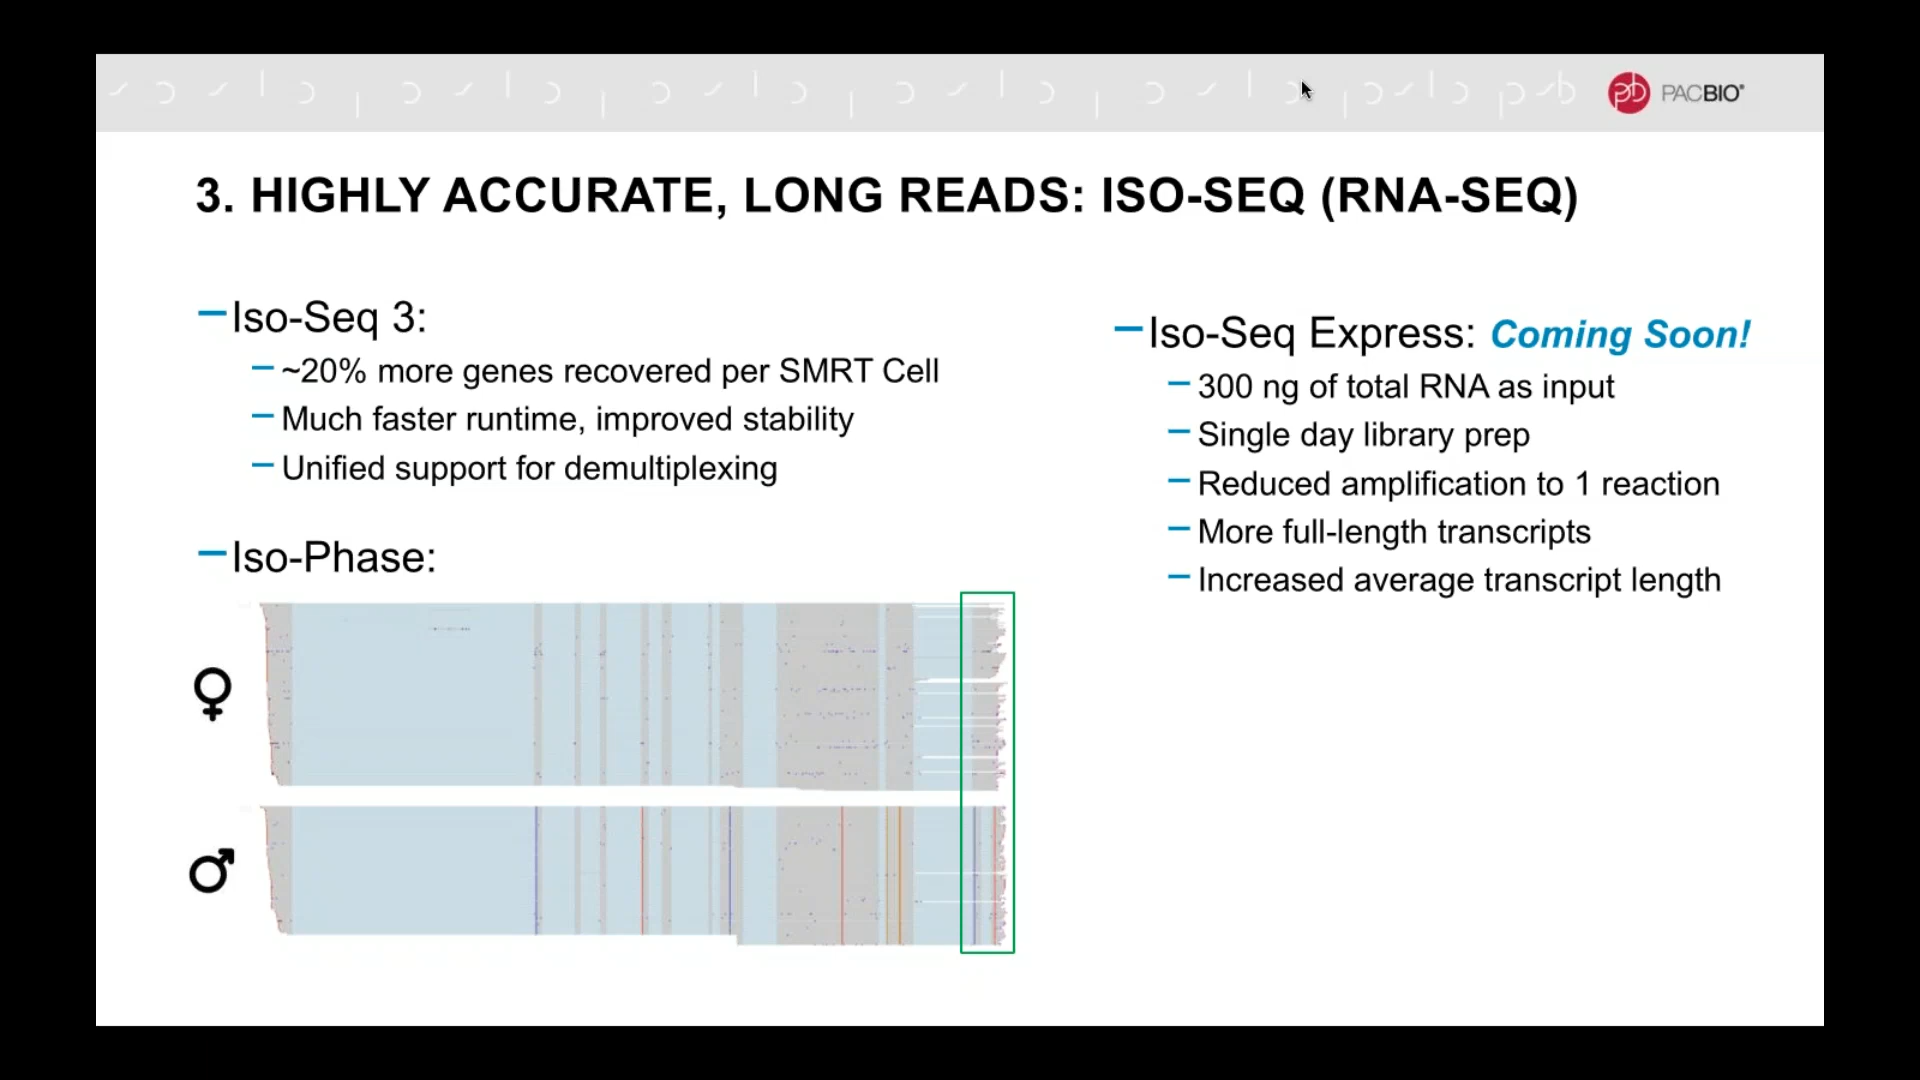 PACBIO®
3. HIGHLY ACCURATE, LONG READS: ISO-SEQ (RNA-SEQ)
Iso-Seq 3:
~20% more genes recovered per SMRT Cell
Much faster runtime, improved stability
Unified support for demultiplexing
Iso-Phase:
Iso-Seq Express: Coming Soon!
300 ng of total RNA as input
Single day library prep
Reduced amplification to 1 reaction
More full-length transcripts
Increased average transcript length